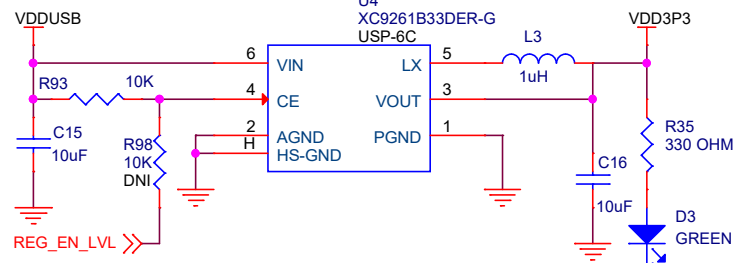 U4
VDDUSB
XC9261B33DER-G
USP-6C
VDD3P3
L3
1uH
6
VIN
LX
5
R93
10K
4
CE
VOUT
3
C15
10uF
R98
10K
DNI
2
AGND
PGND
1
H
HS-GND
R35
330 OHM
C16
10uF
D3
GREEN
REG_EN_LVL